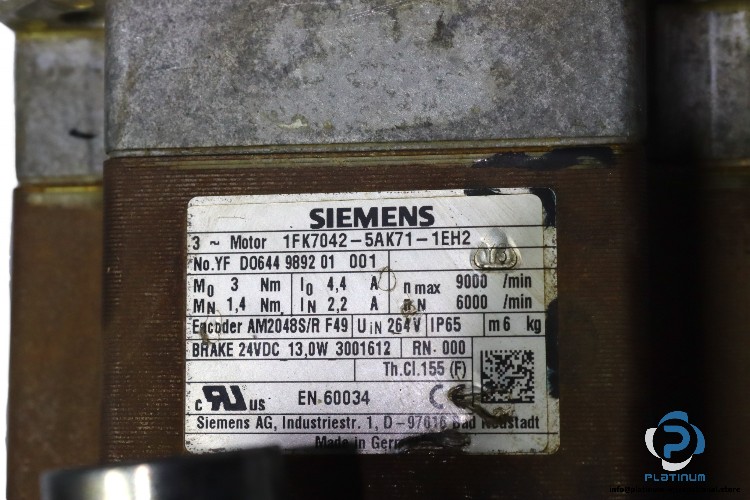 SIEMENS
3 ~ Motor 1FK7042-5AK71-1EH2
No.YF D0644 9892 01 001
M0 3 Nm I0 4,4 A n max 9000 /min
MN 1,4 Nm IN 2,2 A nN 6000 /min
Encoder AM2048S/R F49 UIN 264V IP65 m 6 kg
BRAKE 24VDC 13,0W 3001612 RN- 000
Th.Cl.155 (F)
c RU us EN 60034 C
Siemens AG, Industriestr. 1, D-97616 Bad Neustadt
Made in Germ
PLATINUM